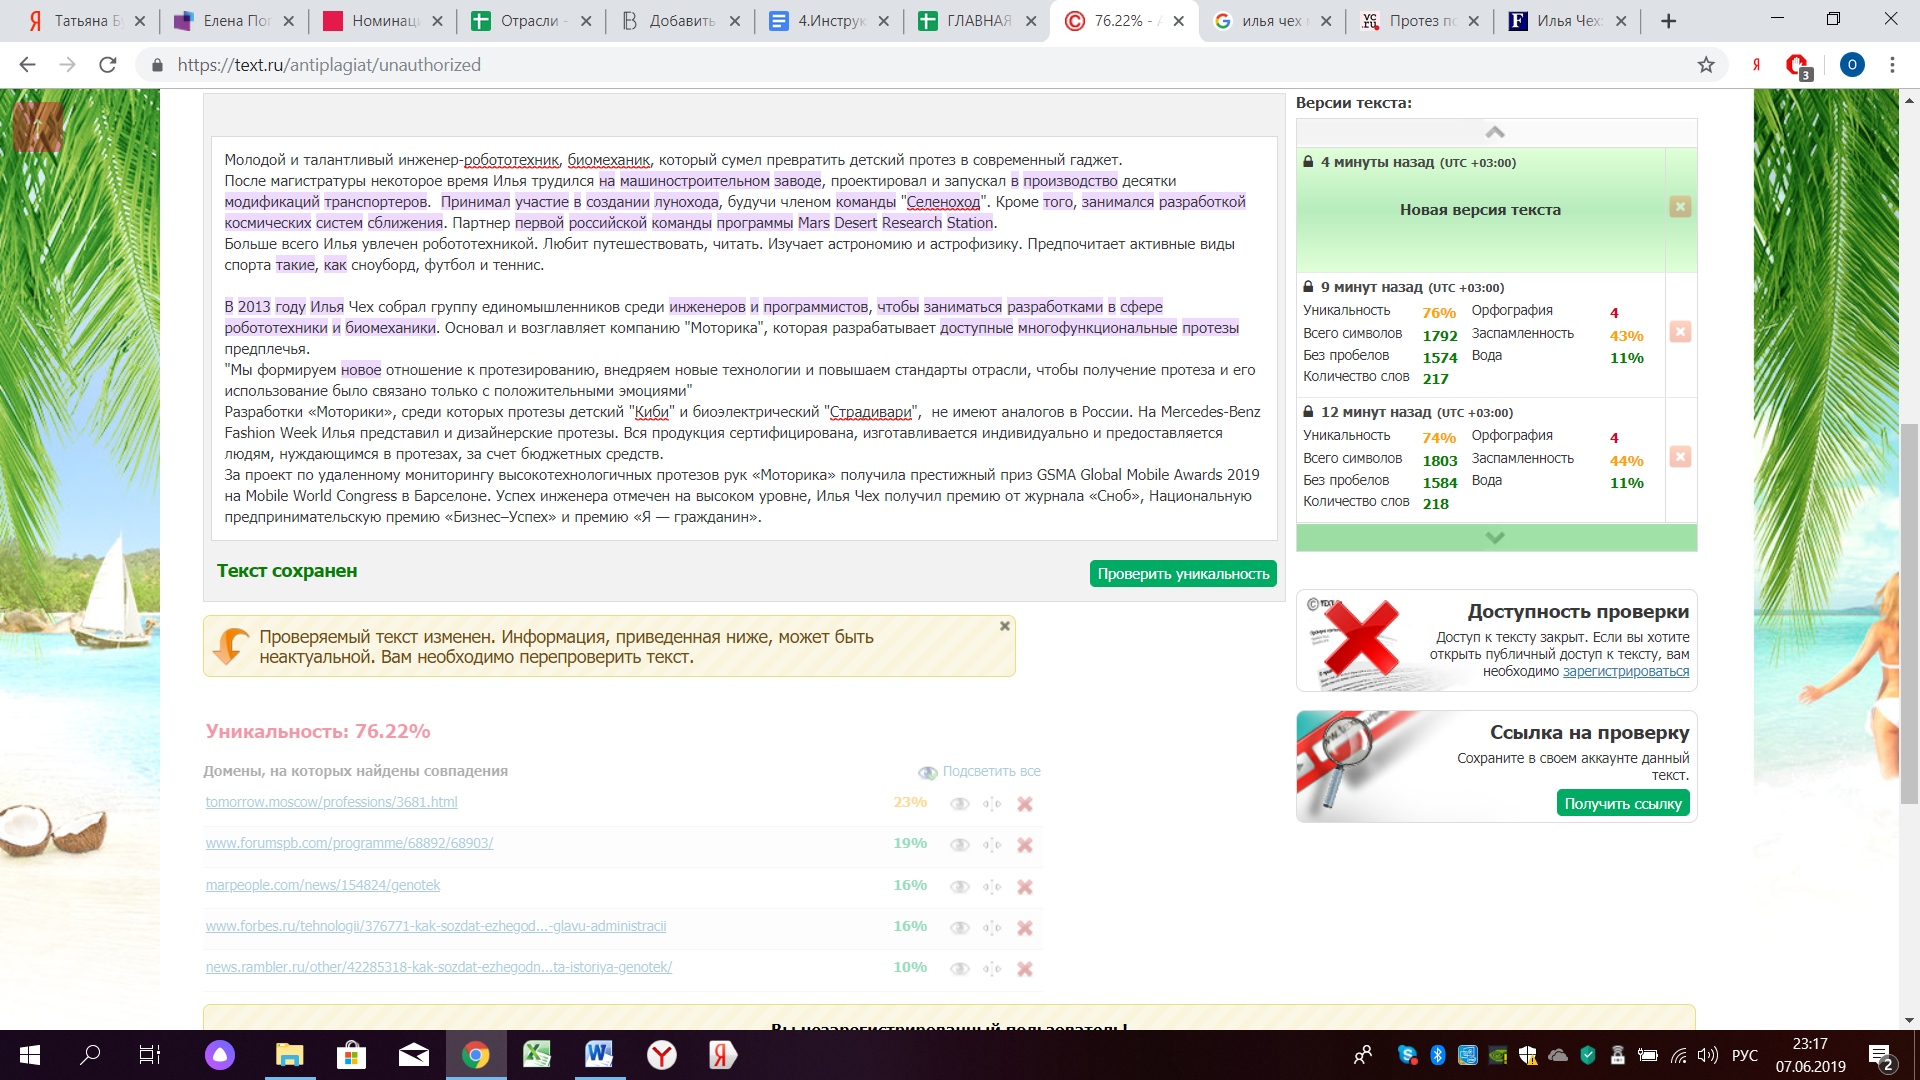 Татьяна Б
Елена По
Номинац
Отрасли -
Добавить
4.Инструк
ГЛАВНАЯ
76.22% - А
илья чех
Протез п
Илья Чех
https://text.ru/antiplagiat/unauthorized
3
О
Молодой и талантливый инженер-робототехник, биомеханик, который сумел превратить детский протез в современный гаджет.
После магистратуры некоторое время Илья трудился на машиностроительном заводе, проектировал и запускал в производство десятки
модификаций транспортеров. Принимал участие в создании лунохода, будучи членом команды "Селеноход". Кроме того, занимался разработкой
космических систем сближения. Партнер первой российской команды программы Mars Desert Research Station.
Больше всего Илья увлечен робототехникой. Любит путешествовать, читать. Изучает астрономию и астрофизику. Предпочитает активные виды
спорта такие, как сноуборд, футбол и теннис.
В 2013 году Илья Чех собрал группу единомышленников среди инженеров и программистов, чтобы заниматься разработками в сфере
робототехники и биомеханики. Основал и возглавляет компанию "Моторика", которая разрабатывает доступные многофункциональные протезы
предплечья.
"Мы формируем новое отношение к протезированию, внедряем новые технологии и повышаем стандарты отрасли, чтобы получение протеза и его
использование было связано только с положительными эмоциями"
Разработки «Моторики», среди которых протезы детский "Киби" и биоэлектрический "Страдивари", не имеют аналогов в России. На Mercedes-Benz
Fashion Week Илья представил и дизайнерские протезы. Вся продукция сертифицирована, изготавливается индивидуально и предоставляется
людям, нуждающимся в протезах, за счет бюджетных средств.
За проект по удаленному мониторингу высокотехнологичных протезов рук «Моторика» получила престижный приз GSMA Global Mobile Awards 2019
на Mobile World Congress в Барселоне. Успех инженера отмечен на высоком уровне, Илья Чех получил премию от журнала «Сноб», Национальную
предпринимательскую премию «Бизнес–Успех» и премию «Я — гражданин».
Текст сохранен
Проверить уникальность
Проверяемый текст изменен. Информация, приведенная ниже, может быть
неактуальной. Вам необходимо перепроверить текст.
Уникальность: 76.22%
Домены, на которых найдены совпадения
Подсветить все
tomorrow.moscow/professions/3681.html 23%
www.forumspb.com/programme/68892/68903/ 19%
marpeople.com/news/154824/genotek 16%
www.forbes.ru/tehnologii/376771-kak-sozdat-ezhegod...-glavu-administracii 16%
news.rambler.ru/other/42285318-kak-sozdat-ezhegodn...ta-istoriya-genotek/ 10%
Вы незарегистрированный пользователь!
Версии текста:
4 минуты назад (UTC +03:00)
Новая версия текста
9 минут назад (UTC +03:00)
Уникальность 76% Орфография 4
Всего символов 1792 Заспамленность 43%
Без пробелов 1574 Вода 11%
Количество слов 217
12 минут назад (UTC +03:00)
Уникальность 74% Орфография 4
Всего символов 1803 Заспамленность 44%
Без пробелов 1584 Вода 11%
Количество слов 218
Доступность проверки
Доступ к тексту закрыт. Если вы хотите
открыть публичный доступ к тексту, вам
необходимо зарегистрироваться
Ссылка на проверку
Сохраните в своем аккаунте данный
текст.
Получить ссылку
РУС
23:17
07.06.2019
2